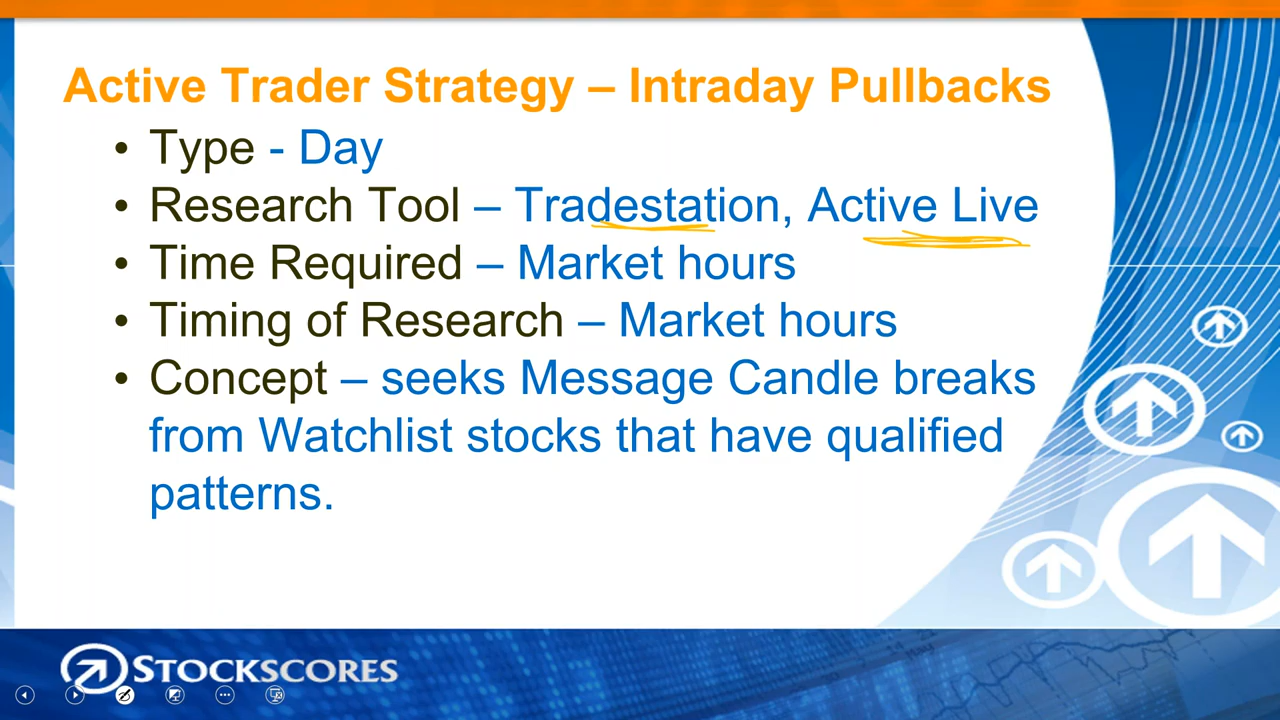 Active Trader Strategy – Intraday Pullbacks
• Type - Day
• Research Tool – Tradestation, Active Live
• Time Required – Market hours
• Timing of Research – Market hours
• Concept – seeks Message Candle breaks
from Watchlist stocks that have qualified
patterns.
STOCKSCORES